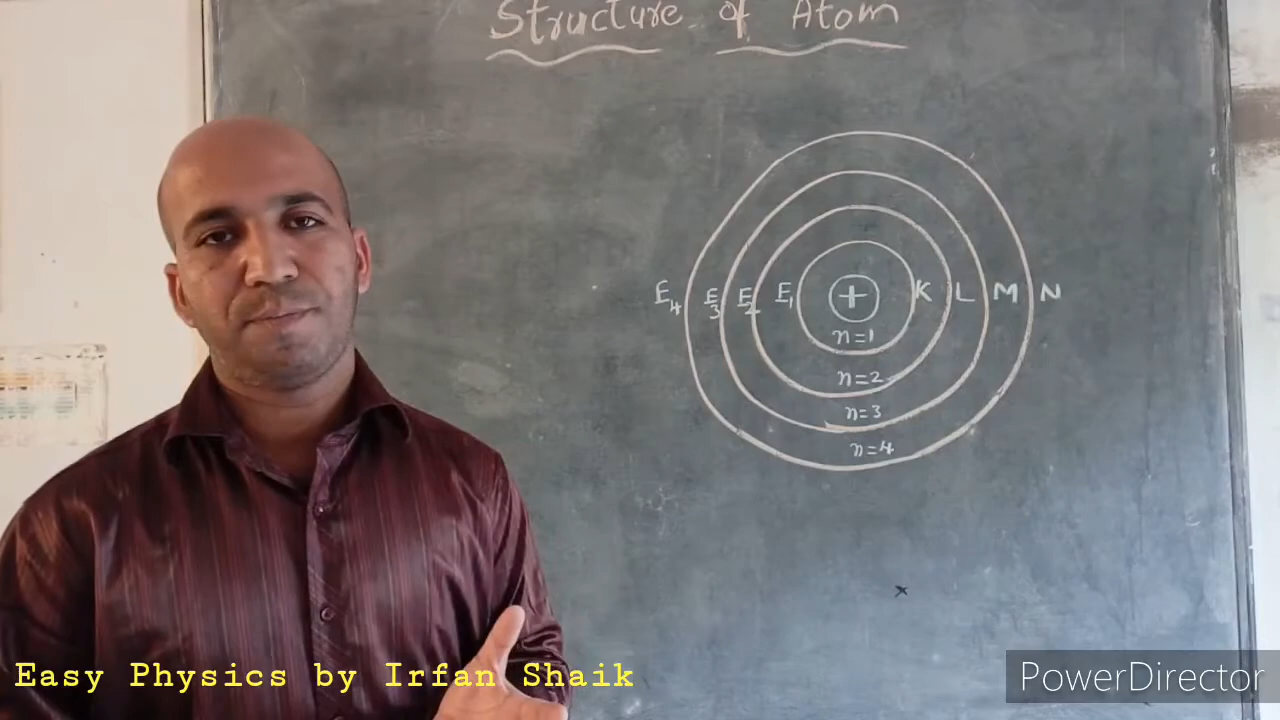 Structure of Atom
E4 E3 E2 E1 + K L M N
n=1
n=2
n=3
n=4
x
Easy Physics by Irfan Shaik
PowerDirector